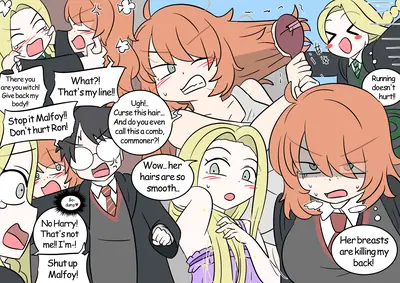 There you
are you witch!
Give back my
body!!
What?!
That's my line!!
Stop it Malfoy!!
Don't hurt Ron!
Ugh!..
Curse this hair...
And do you even
call this a comb,
commoner?!
Running
doesn't
hurt!!
Wow... her
hairs are so
smooth..
No Harry!
That's not
me!! I'm-!
Shut up
Malfoy!
Her breasts
are killing my
back!